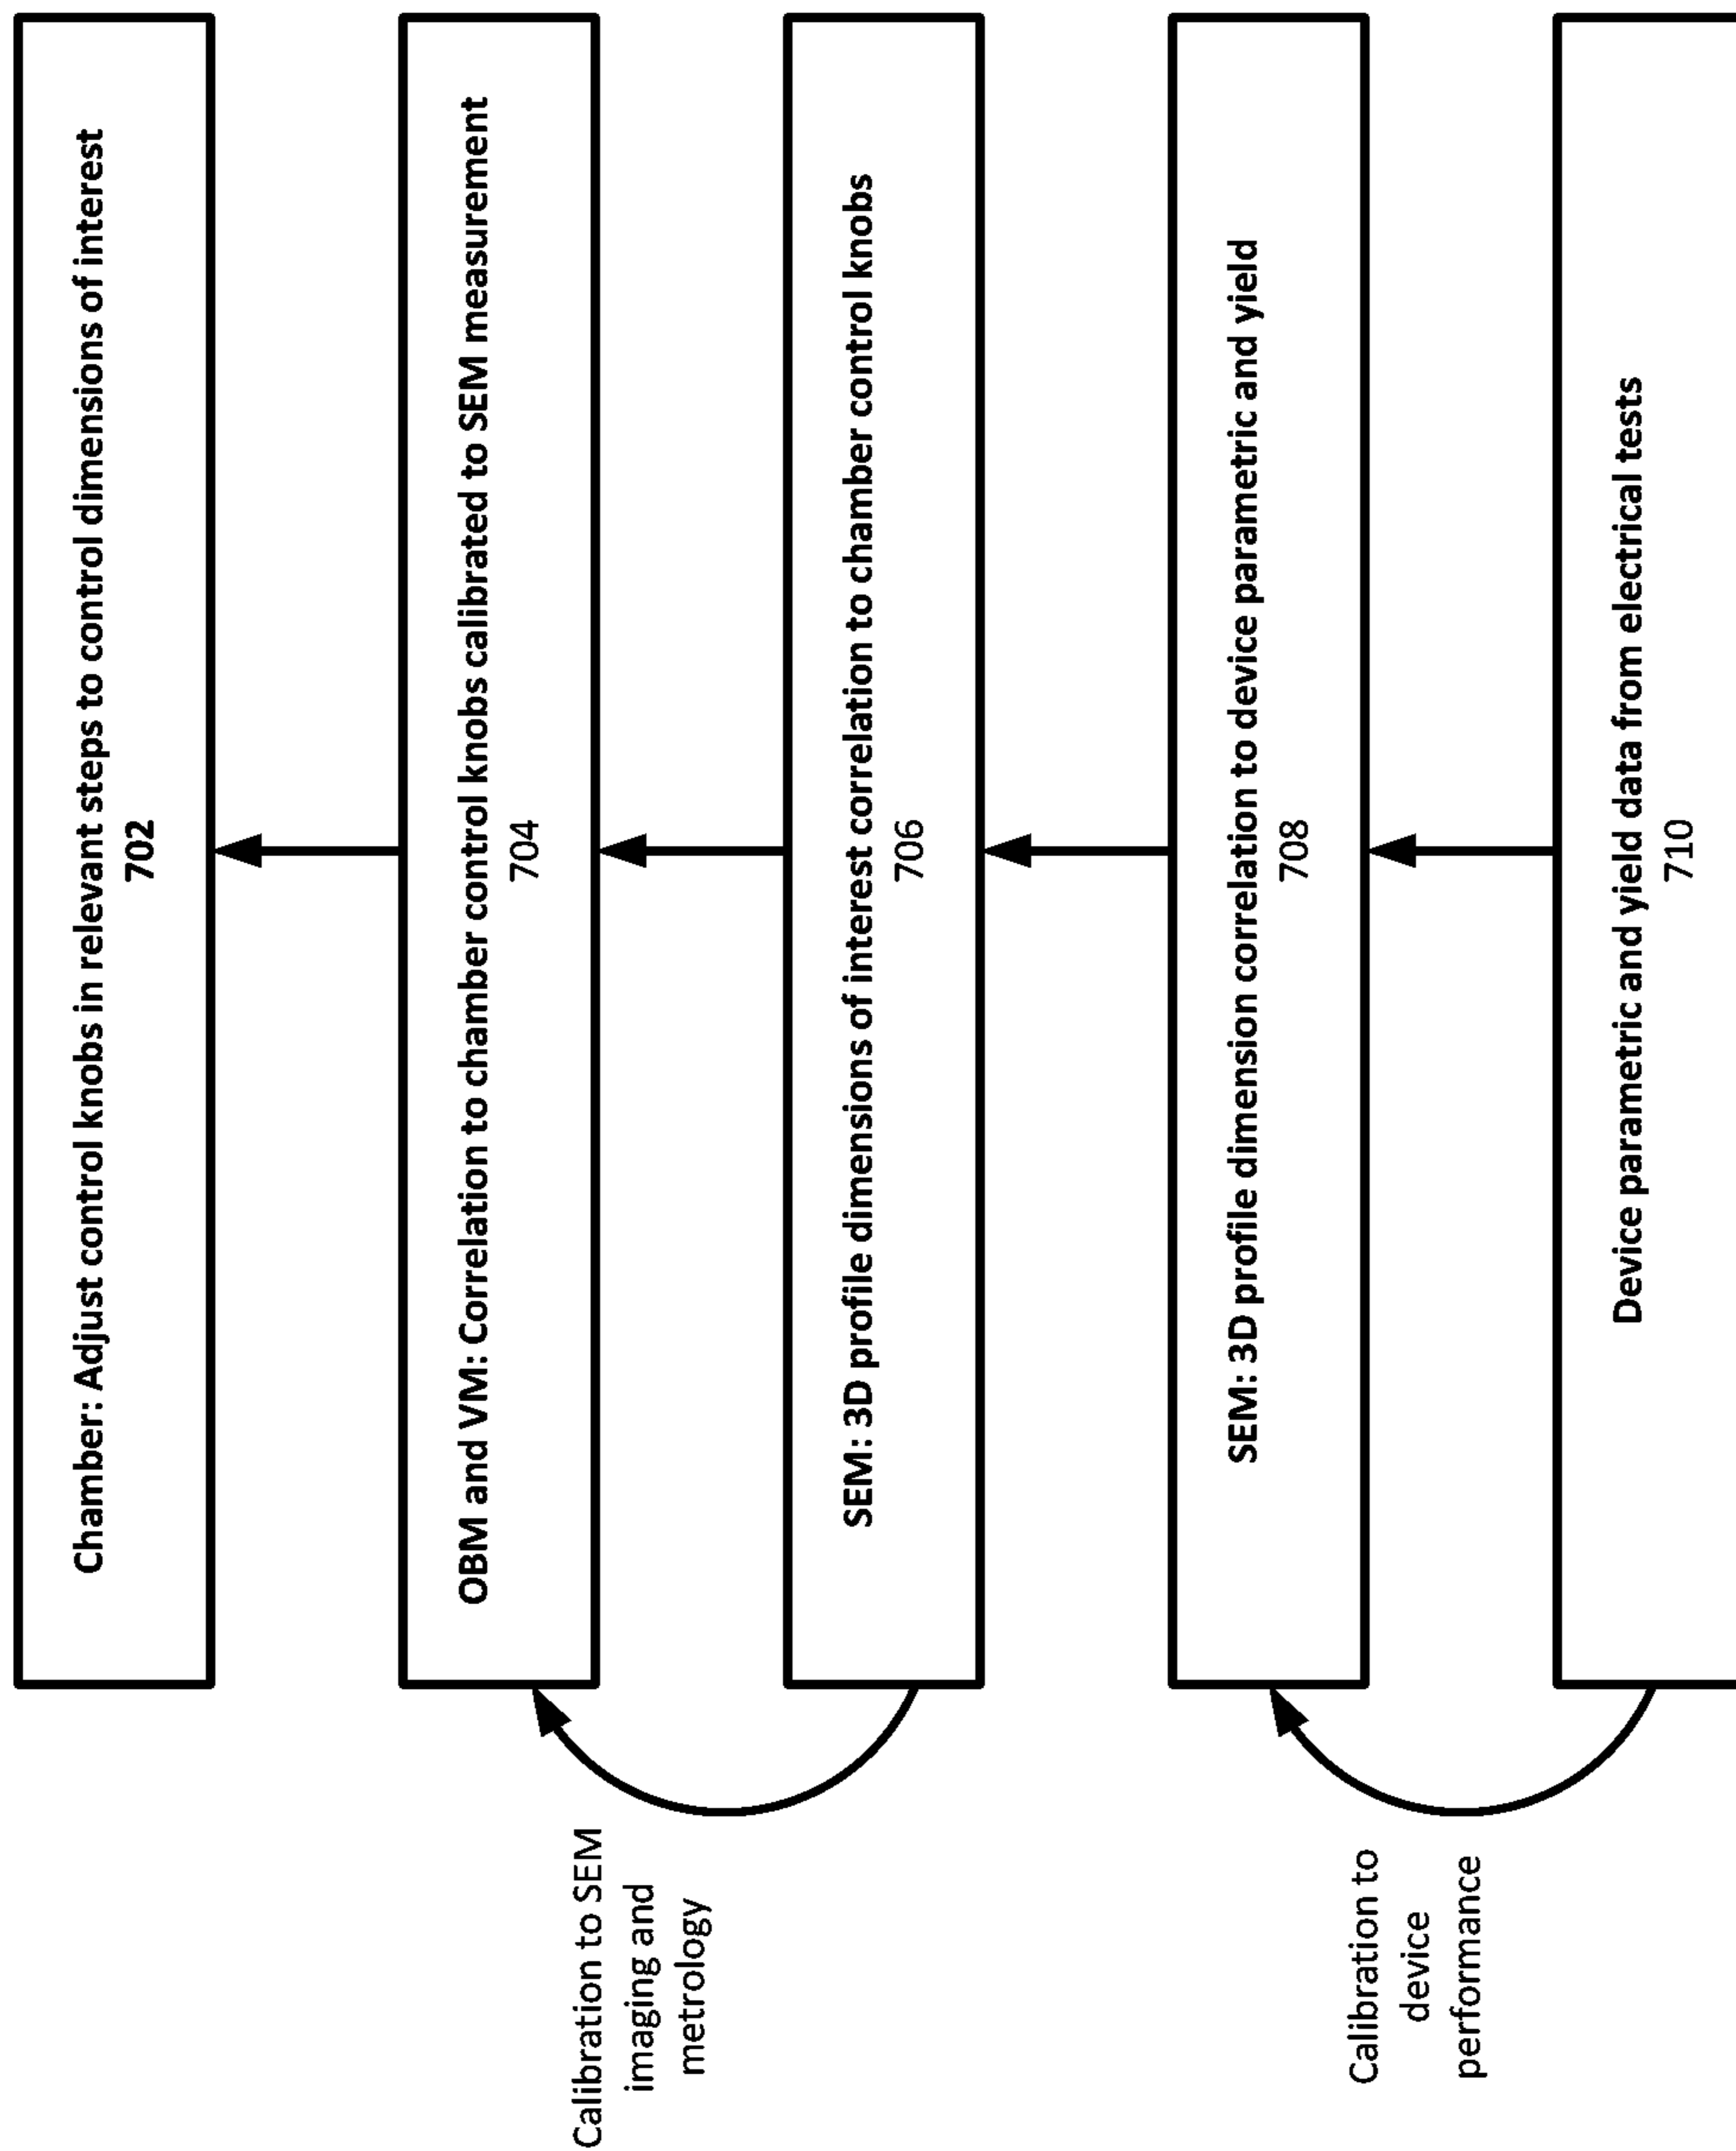 Chamber: Adjust control knobs in relevant steps to control dimensions of interest
702
OBM and VM: Correlation to chamber control knobs calibrated to SEM measurement
704
Calibration to SEM
imaging and
metrology
SEM: 3D profile dimensions of interest correlation to chamber control knobs
706
SEM: 3D profile dimension correlation to device parametric and yield
708
Calibration to
device
performance
Device parametric and yield data from electrical tests
710